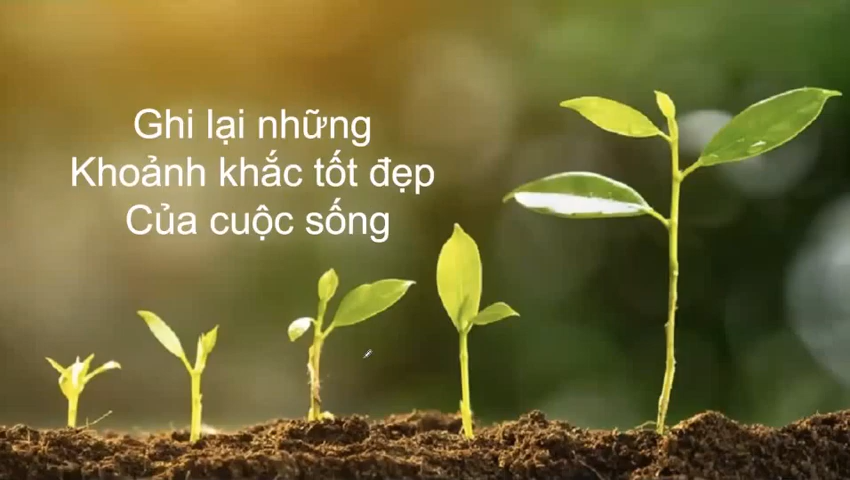 Ghi lại những
Khoảnh khắc tốt đẹp
Của cuộc sống